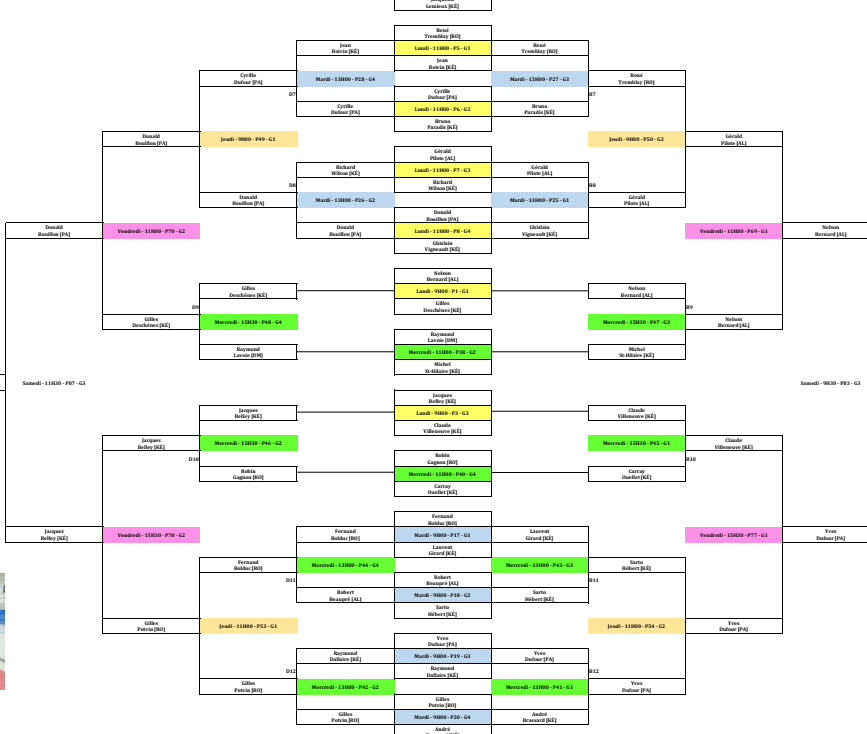 Lemieux [KÉ]
René
Tremblay [RO]
Jean
Boivin [KÉ]
Lundi - 11H00 - P5 - G1
René
Tremblay [RO]
Jean
Boivin [KÉ]
Cyrille
Dufour [PA]
Mardi - 13H00 - P28 - G4
Mardi - 13H00 - P27 - G3
René
Tremblay [RO]
D7
Cyrille
Dufour [PA]
B7
Cyrille
Dufour [PA]
Lundi - 11H00 - P6 - G2
Bruno
Paradis [KÉ]
Bruno
Paradis [KÉ]
Donald
Bouillon [PA]
Jeudi - 9H00 - P49 - G1
Jeudi - 9H00 - P50 - G2
Gérald
Pilote [AL]
Gérald
Pilote [AL]
Richard
Wilson [KÉ]
Lundi - 11H00 - P7 - G3
Gérald
Pilote [AL]
D8
Richard
Wilson [KÉ]
B8
Donald
Bouillon [PA]
Mardi - 13H00 - P26 - G2
Mardi - 13H00 - P25 - G1
Gérald
Pilote [AL]
Donald
Bouillon [PA]
Donald
Bouillon [PA]
Vendredi - 11H00 - P70 - G2
Donald
Bouillon [PA]
Lundi - 11H00 - P8 - G4
Ghislain
Vigneault [KÉ]
Vendredi - 11H00 - P69 - G1
Nelson
Bernard [AL]
Ghislain
Vigneault [KÉ]
Nelson
Bernard [AL]
Gilles
Deschênes [KÉ]
Lundi - 9H00 - P1 - G1
Nelson
Bernard [AL]
D9
Gilles
Deschênes [KÉ]
B9
Gilles
Deschênes [KÉ]
Mercredi - 15H30 - P48 - G4
Mercredi - 15H30 - P47 - G3
Nelson
Bernard [AL]
Raymond
Lavoie [DM]
Raymond
Lavoie [DM]
Mercredi - 11H00 - P38 - G2
Michel
St-Hilaire [KÉ]
Michel
St-Hilaire [KÉ]
Samedi - 11H30 - P87 - G3
Samedi - 9H30 - P83 - G3
Jacques
Belley [KÉ]
Jacques
Belley [KÉ]
Lundi - 9H00 - P3 - G3
Claude
Villeneuve [KÉ]
Claude
Villeneuve [KÉ]
Jacques
Belley [KÉ]
Mercredi - 15H30 - P46 - G2
Mercredi - 15H30 - P45 - G1
Claude
Villeneuve [KÉ]
D10
Robin
Gagnon [RO]
B10
Robin
Gagnon [RO]
Mercredi - 11H00 - P40 - G4
Carray
Ouellet [KÉ]
Carray
Ouellet [KÉ]
Fernand
Bolduc [RO]
Jacques
Belley [KÉ]
Vendredi - 15H30 - P78 - G2
Fernand
Bolduc [RO]
Mardi - 9H00 - P17 - G1
Laurent
Girard [KÉ]
Vendredi - 15H30 - P77 - G1
Yves
Dufour [PA]
Laurent
Girard [KÉ]
Fernand
Bolduc [RO]
Mercredi - 13H00 - P44 - G4
Mercredi - 13H00 - P43 - G3
Sarto
Hébert [KÉ]
D11
Robert
Beaupré [AL]
B11
Robert
Beaupré [AL]
Mardi - 9H00 - P18 - G2
Sarto
Hébert [KÉ]
Sarto
Hébert [KÉ]
Gilles
Potvin [RO]
Jeudi - 11H00 - P53 - G1
Jeudi - 11H00 - P54 - G2
Yves
Dufour [PA]
Yves
Dufour [PA]
Raymond
Dallaire [KÉ]
Mardi - 9H00 - P19 - G3
Yves
Dufour [PA]
D12
Raymond
Dallaire [KÉ]
B12
Gilles
Potvin [RO]
Mercredi - 13H00 - P42 - G2
Mercredi - 13H00 - P41 - G1
Yves
Dufour [PA]
Gilles
Potvin [RO]
Gilles
Potvin [RO]
Mardi - 9H00 - P20 - G4
André
Brassard [KÉ]
André